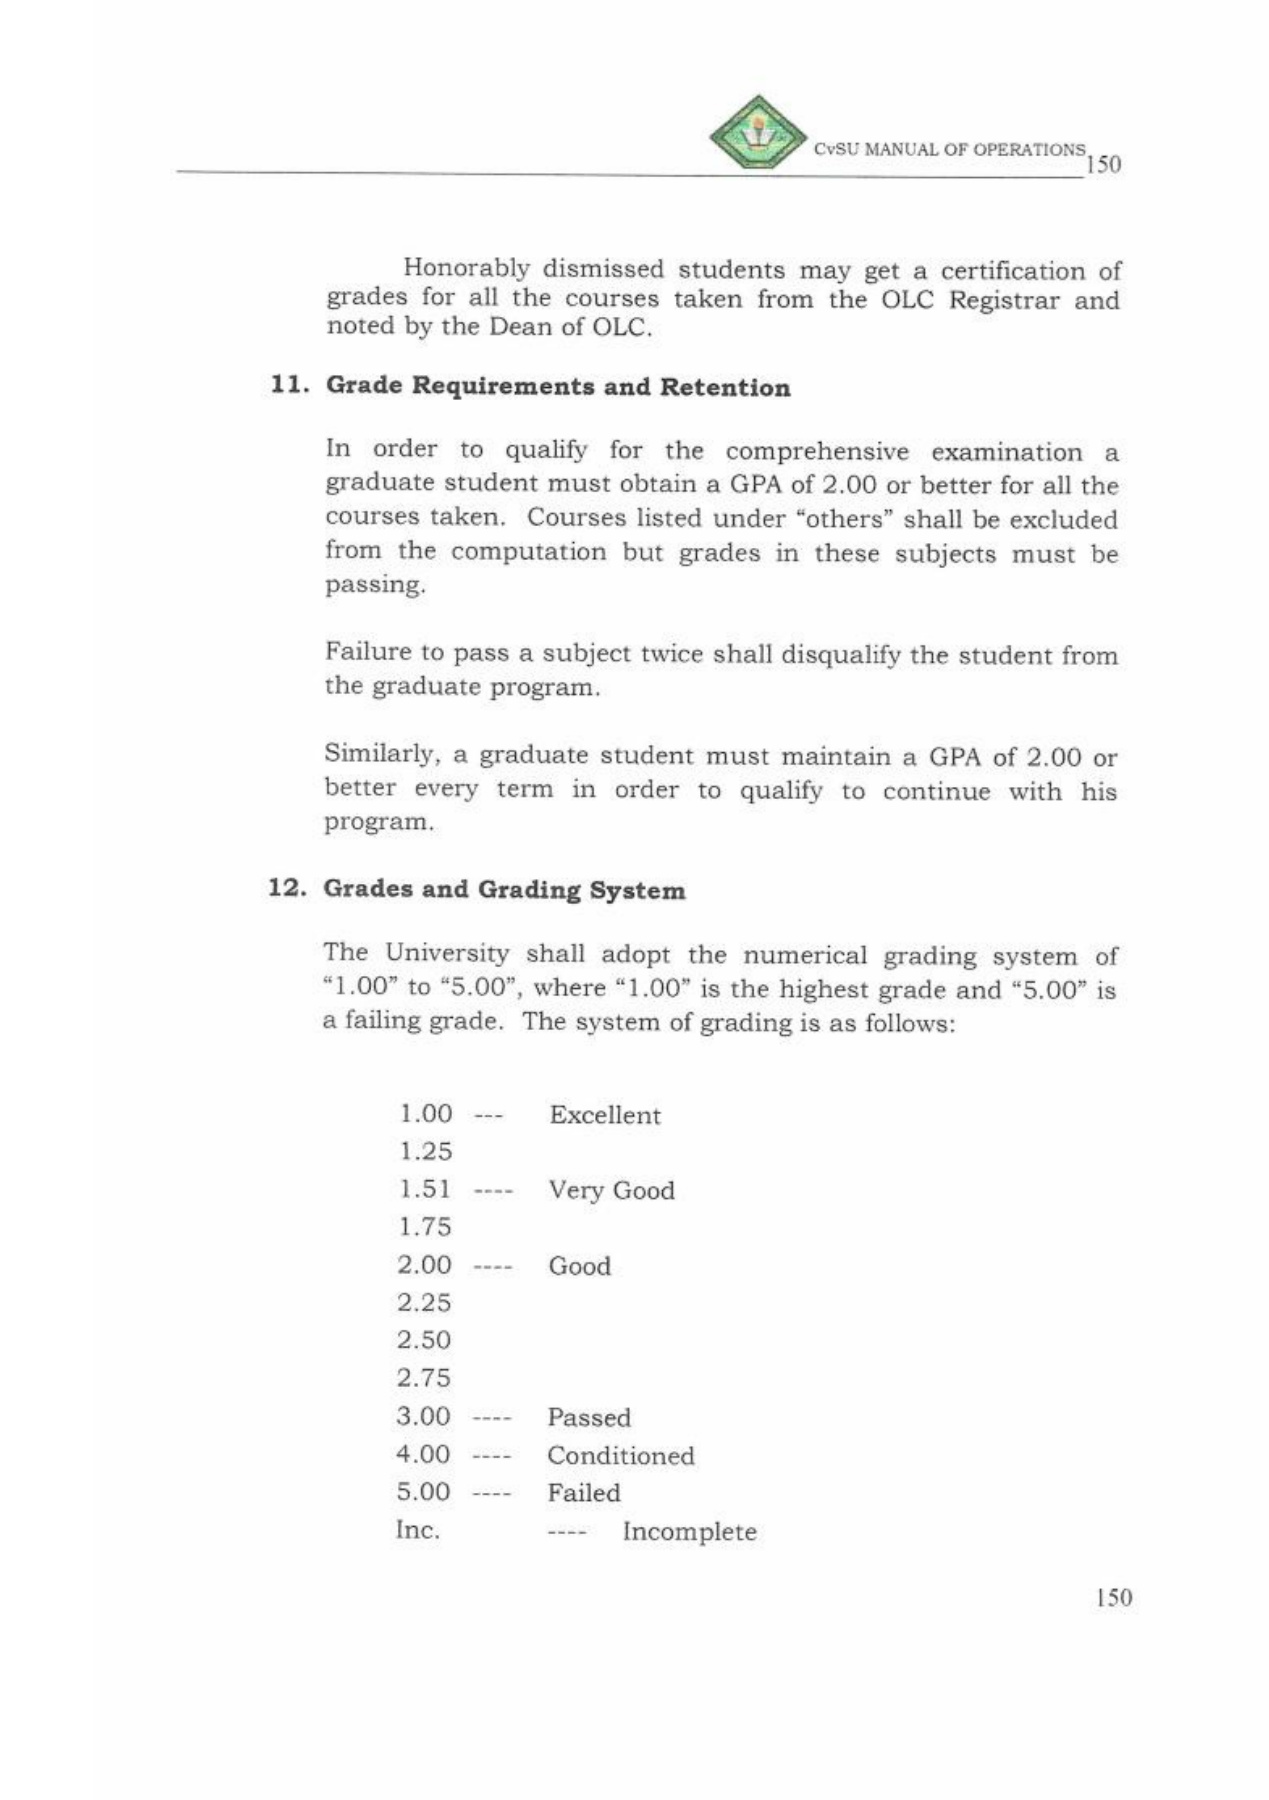 CvSU MANUAL OF OPERATIONS
150
Honorably dismissed students may get a certification of
grades for all the courses taken from the OLC Registrar and
noted by the Dean of OLC.
11. Grade Requirements and Retention
In order to qualify for the comprehensive examination a
graduate student must obtain a GPA of 2.00 or better for all the
courses taken. Courses listed under “others” shall be excluded
from the computation but grades in these subjects must be
passing.
Failure to pass a subject twice shall disqualify the student from
the graduate program.
Similarly, a graduate student must maintain a GPA of 2.00 or
better every term in order to qualify to continue with his
program.
12. Grades and Grading System
The University shall adopt the numerical grading system of
“1.00” to “5.00”, where “1.00” is the highest grade and “5.00” is
a failing grade. The system of grading is as follows:
1.00 --- Excellent
1.25
1.51 ---- Very Good
1.75
2.00 ---- Good
2.25
2.50
2.75
3.00 ---- Passed
4.00 ---- Conditioned
5.00 ---- Failed
Inc. ---- Incomplete
150